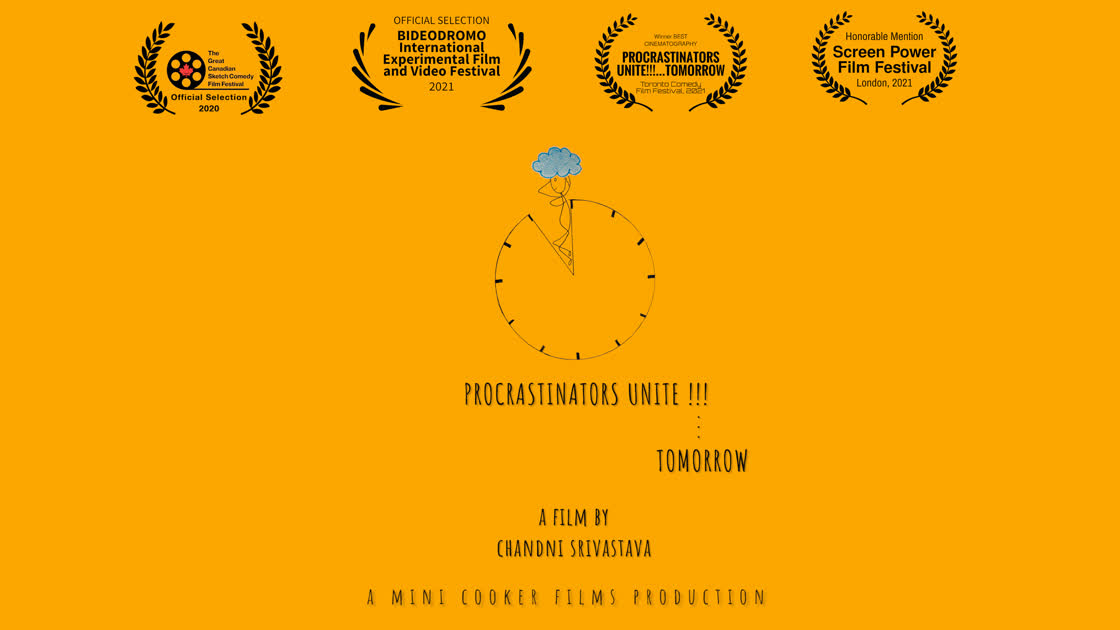 The
Great
Canadian
Sketch Comedy
Film Festival
Official Selection
2020
OFFICIAL SELECTION
BIDEODROMO
International
Experimental Film
and Video Festival
2021
Winner BEST
CINEMATOGRAPHY
PROCRASTINATORS
UNITE!!!...TOMORROW
Toronto Comedy
Film Festival, 2021
Honorable Mention
Screen Power
Film Festival
London, 2021
PROCRASTINATORS UNITE !!!
...
TOMORROW
A FILM BY
CHANDNI SRIVASTAVA
A MINI COOKER FILMS PRODUCTION